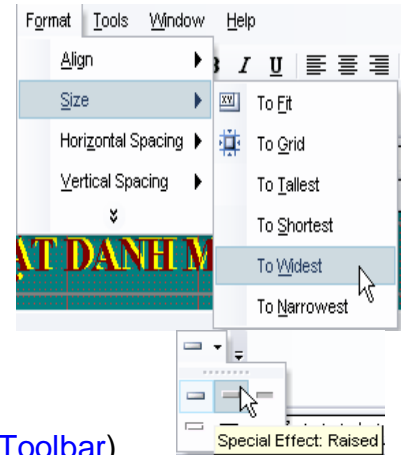 Format Tools Window Help
Align
I U
Size
To Fit
Horizontal Spacing
To Grid
Vertical Spacing
To Tallest
To Shortest
ẠT DANH M
To Widest
To Narrowest
Special Effect: Raised
Toolbar)